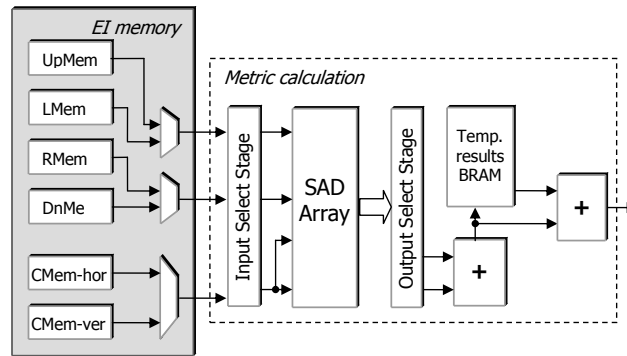 EI memory
UpMem
LMem
RMem
DnMe
CMem-hor
CMem-ver
Metric calculation
Input Select Stage
SAD
Array
Output Select Stage
Temp.
results
BRAM
+
+